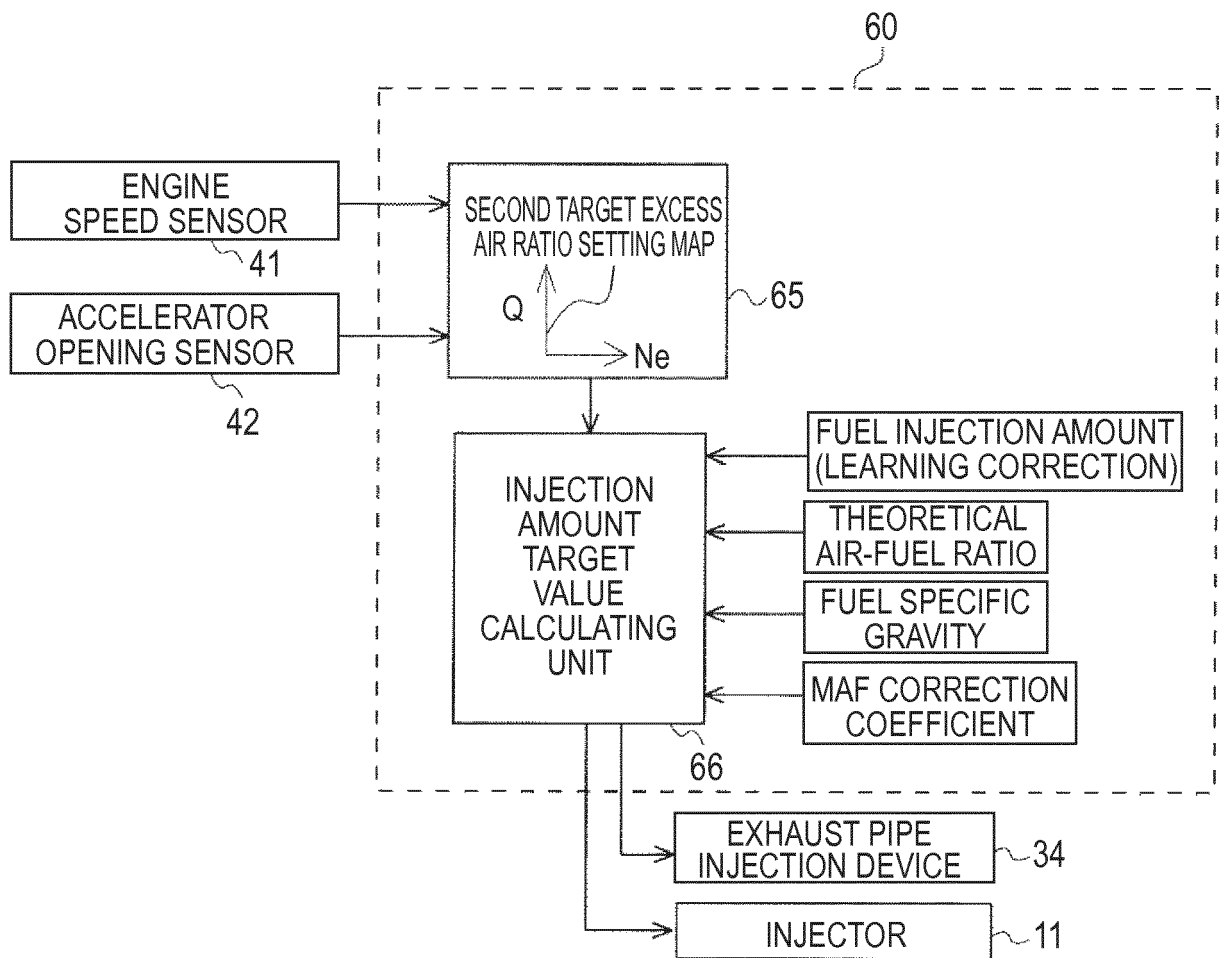 60
ENGINE
SPEED SENSOR
41
ACCELERATOR
OPENING SENSOR
42
SECOND TARGET EXCESS
AIR RATIO SETTING MAP
Q
Ne
65
INJECTION
AMOUNT
TARGET
VALUE
CALCULATING
UNIT
66
FUEL INJECTION AMOUNT
(LEARNING CORRECTION)
THEORETICAL
AIR-FUEL RATIO
FUEL SPECIFIC
GRAVITY
MAF CORRECTION
COEFFICIENT
EXHAUST PIPE
INJECTION DEVICE
34
INJECTOR
11